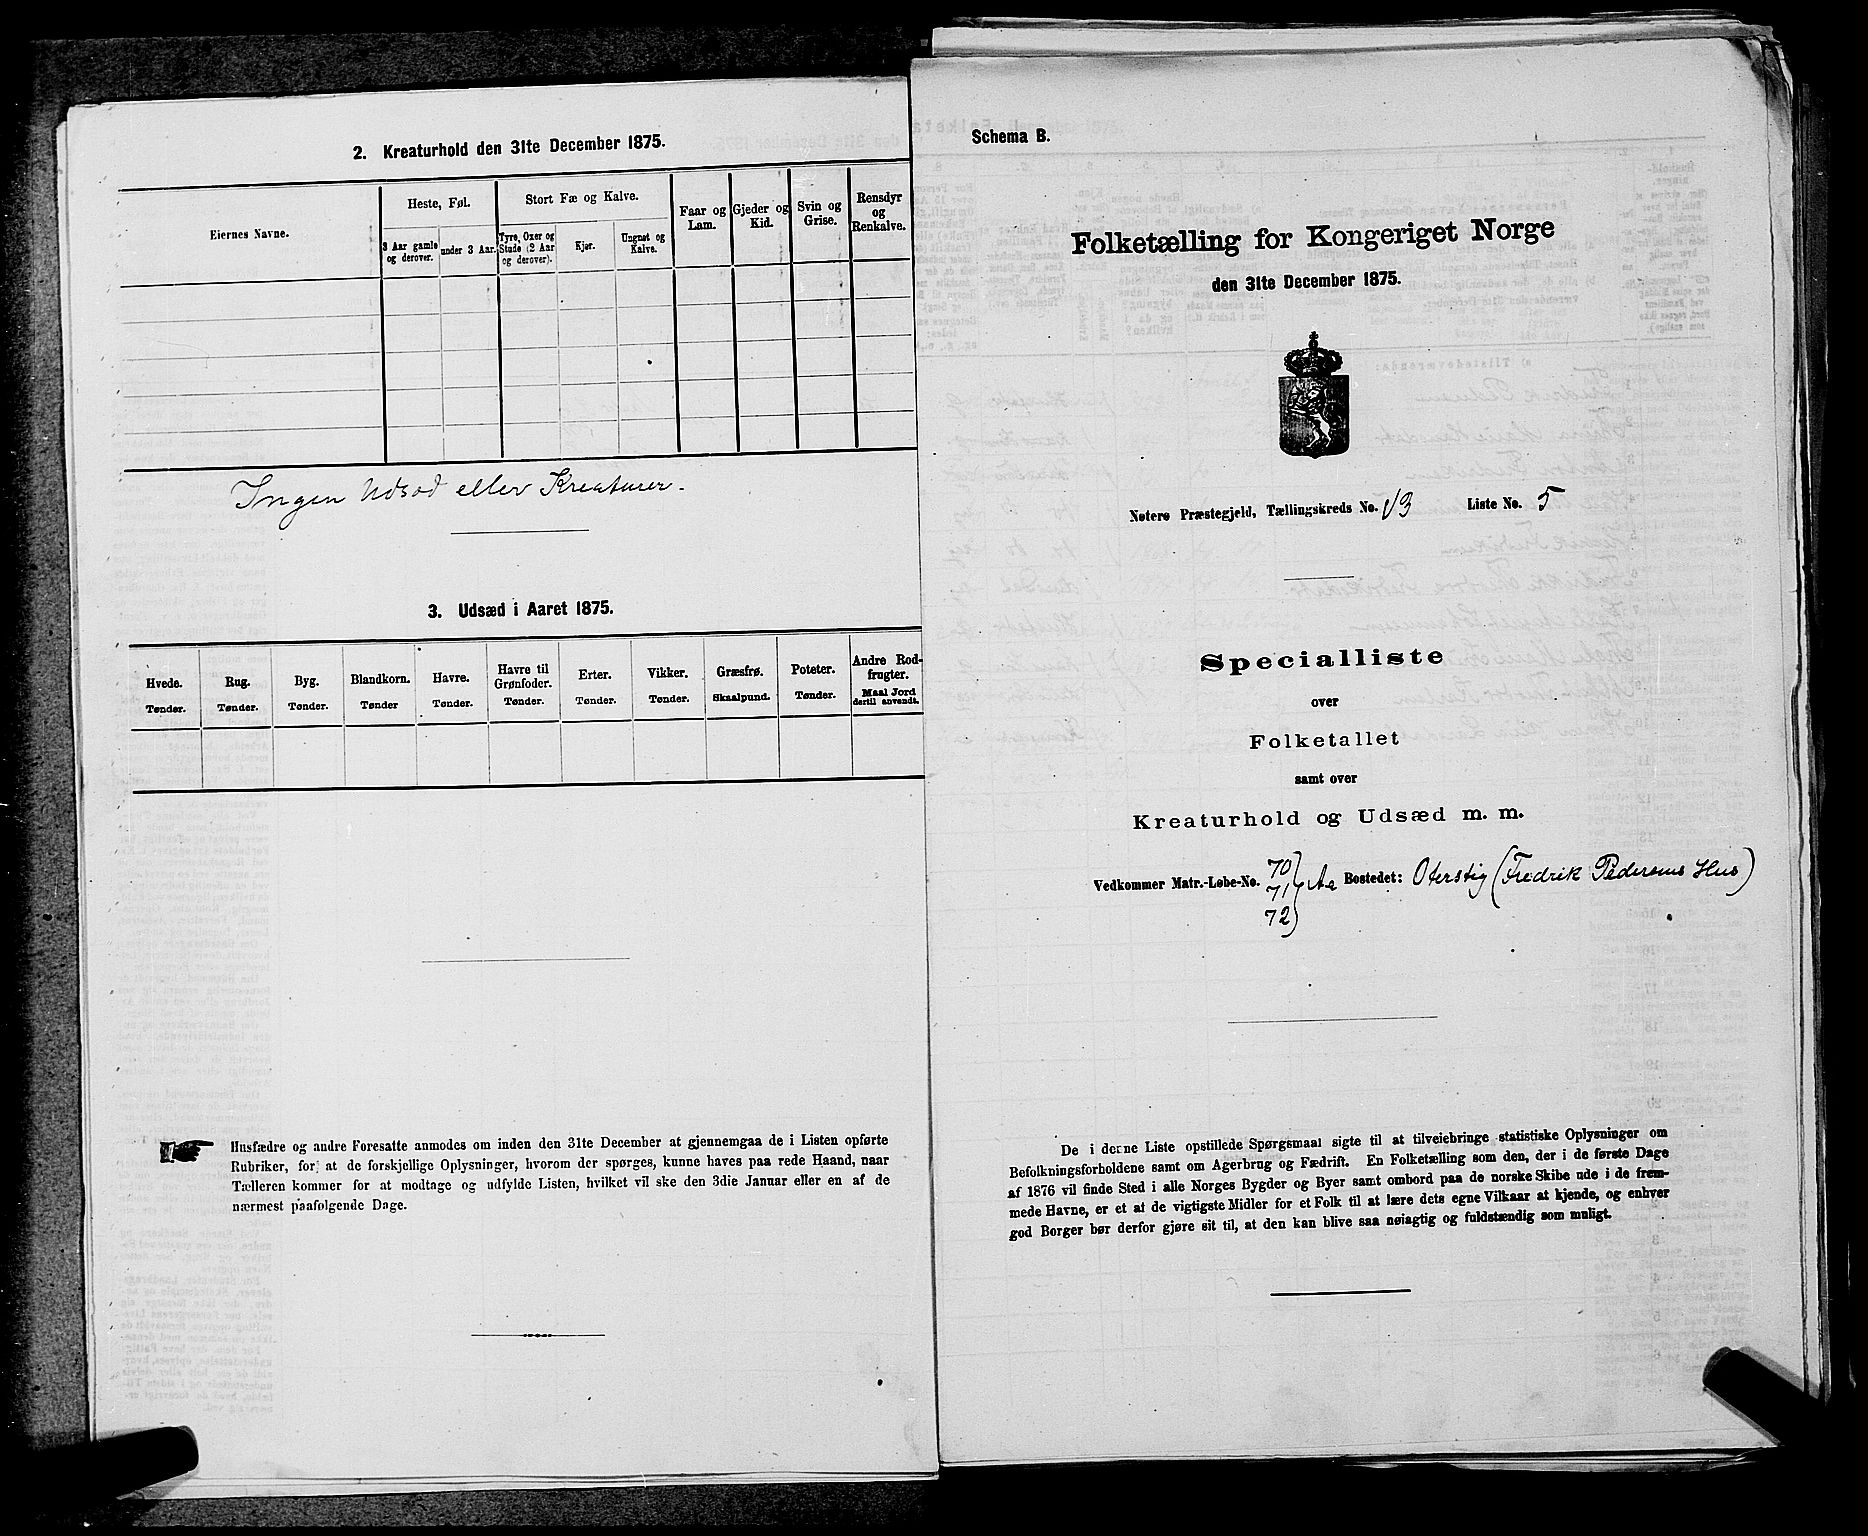 2. Kreaturhold den 31te December 1875.
Eiernes Navne.
Heste, Føl.
Stort Fæ og Kalve.
3 Aar gamle og derover.
under 3 Aar.
Tyre, Oxer og Stude (2 Aar og derover).
Kjør.
Ungnøt og Kalve.
Faar og Lam.
Gjeder og Kid.
Svin og Grise.
Rensdyr og Renkalve.
Ingen Udsæd eller Kreaturer.
3. Udsæd i Aaret 1875.
Hvede. Rug. Byg. Blandkorn. Havre. Havre til Grønfoder. Erter. Vikker. Græsfrø. Poteter. Andre Rodfrugter.
Tønder. Tønder. Tønder. Tønder Tønder. Tønder. Tønder. Tønder. Skaalpund. Tønder. Maal Jord dertil anvendt.
Husfædre og andre Foresatte anmodes om inden den 31te December at gjennemgaa de i Listen opførte
Rubriker, for at de forskjellige Oplysninger, hvorom der spørges, kunne haves paa rede Haand, naar
Tælleren kommer for at modtage og udfylde Listen, hvilket vil ske den 3die Januar eller en af de
nærmest paafølgende Dage.
Schema B.
Folketælling for Kongeriget Norge
den 31te December 1875.
Nøterø Præstegjeld, Tællingskreds No. 13 Liste No. 5
Specialliste
over
Folketallet
samt over
Kreaturhold og Udsæd m. m.
Vedkommer Matr.-Løbe-No. 70 71 72 Aa Bostedet: Oterstig (Fredrik Pedersens Hus)
De i denne Liste opstillede Spørgsmaal sigte til at tilveiebringe statistiske Oplysninger om
Befolkningsforholdene samt om Agerbrug og Fædrift. En Folketælling som den, der i de første Dage
af 1876 vil finde Sted i alle Norges Bygder og Byer samt ombord paa de norske Skibe ude i de frem-
mede Havne, er et af de vigtigste Midler for et Folk til at lære dets egne Vilkaar at kjende, og enhver
god Borger bør derfor gjøre sit til, at den kan blive saa nøiagtig og fuldstændig som muligt.